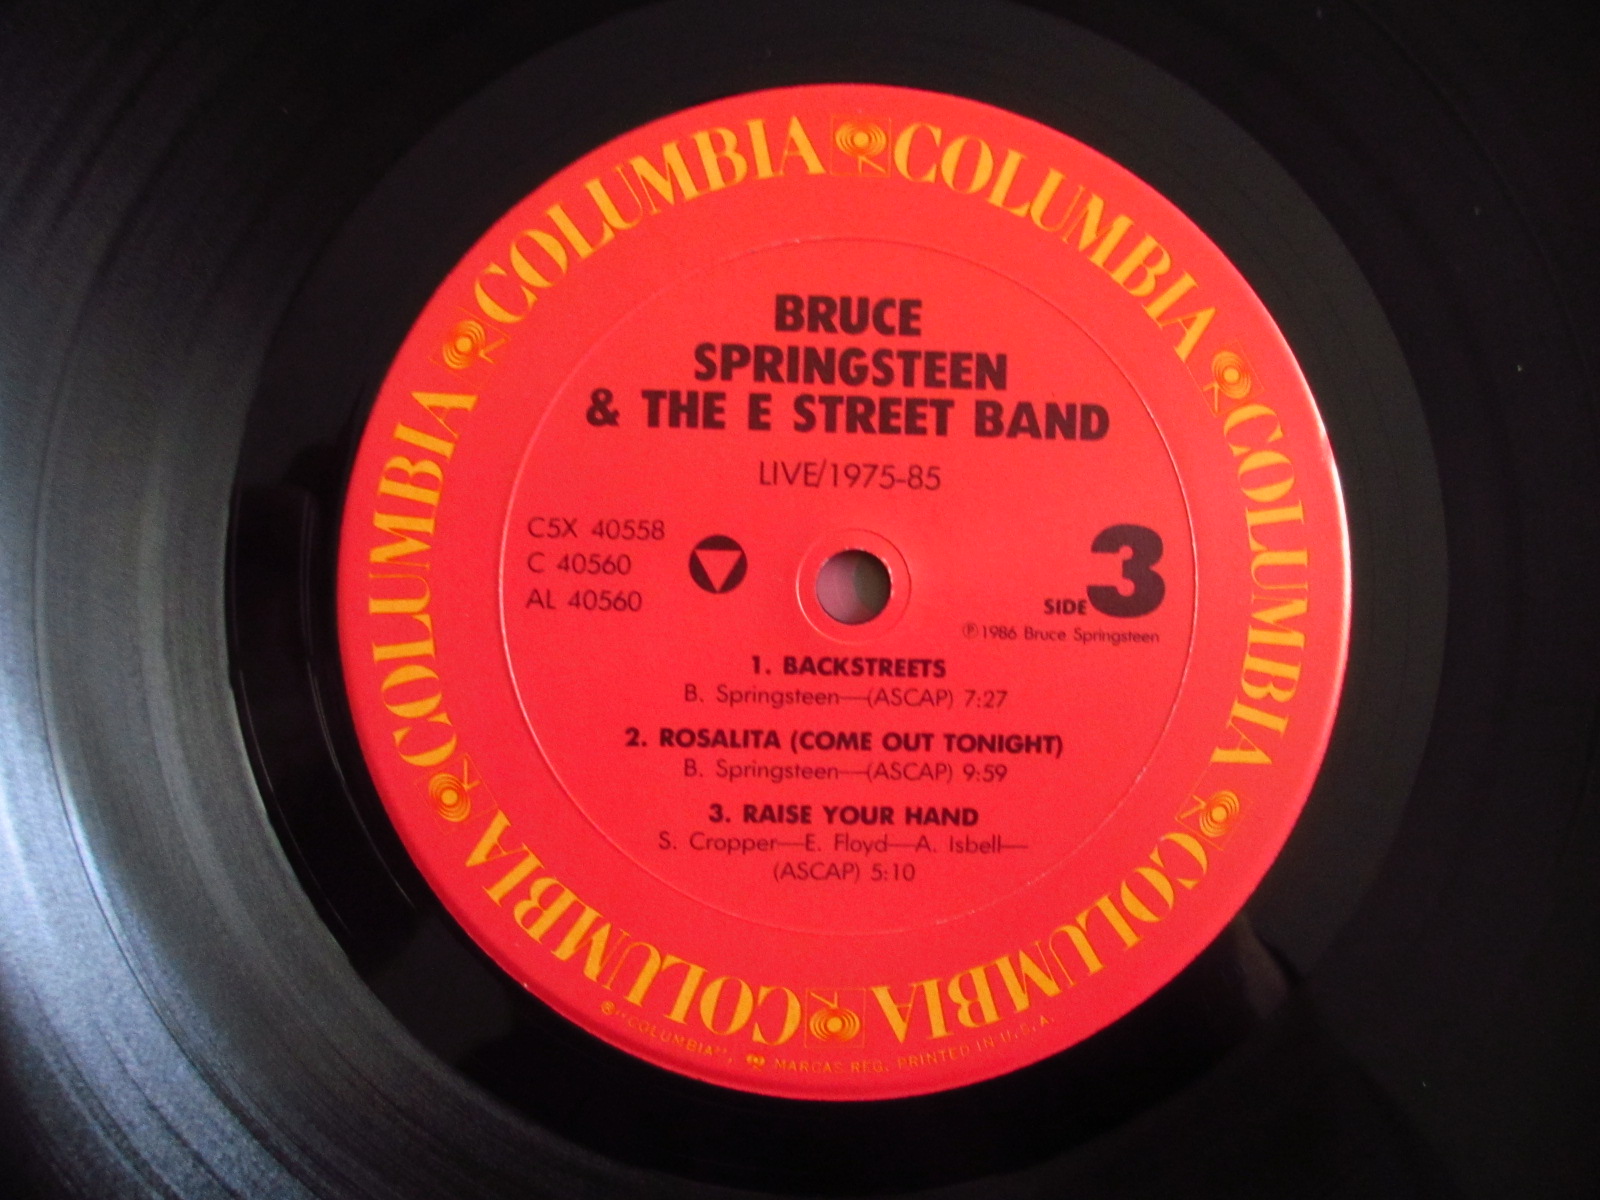 COLUMBIA COLUMBIA COLUMBIA COLUMBIA COLUMBIA COLUMBIA
BRUCE
SPRINGSTEEN
& THE E STREET BAND
LIVE/1975-85
C5X 40558
C 40560
AL 40560
SIDE 3
℗ 1986 Bruce Springsteen
1. BACKSTREETS
B. Springsteen—(ASCAP) 7:27
2. ROSALITA (COME OUT TONIGHT)
B. Springsteen—(ASCAP) 9:59
3. RAISE YOUR HAND
S. Cropper—E. Floyd—A. Isbell—
(ASCAP) 5:10
® "COLUMBIA", MARCAS REG. PRINTED IN U.S.A.